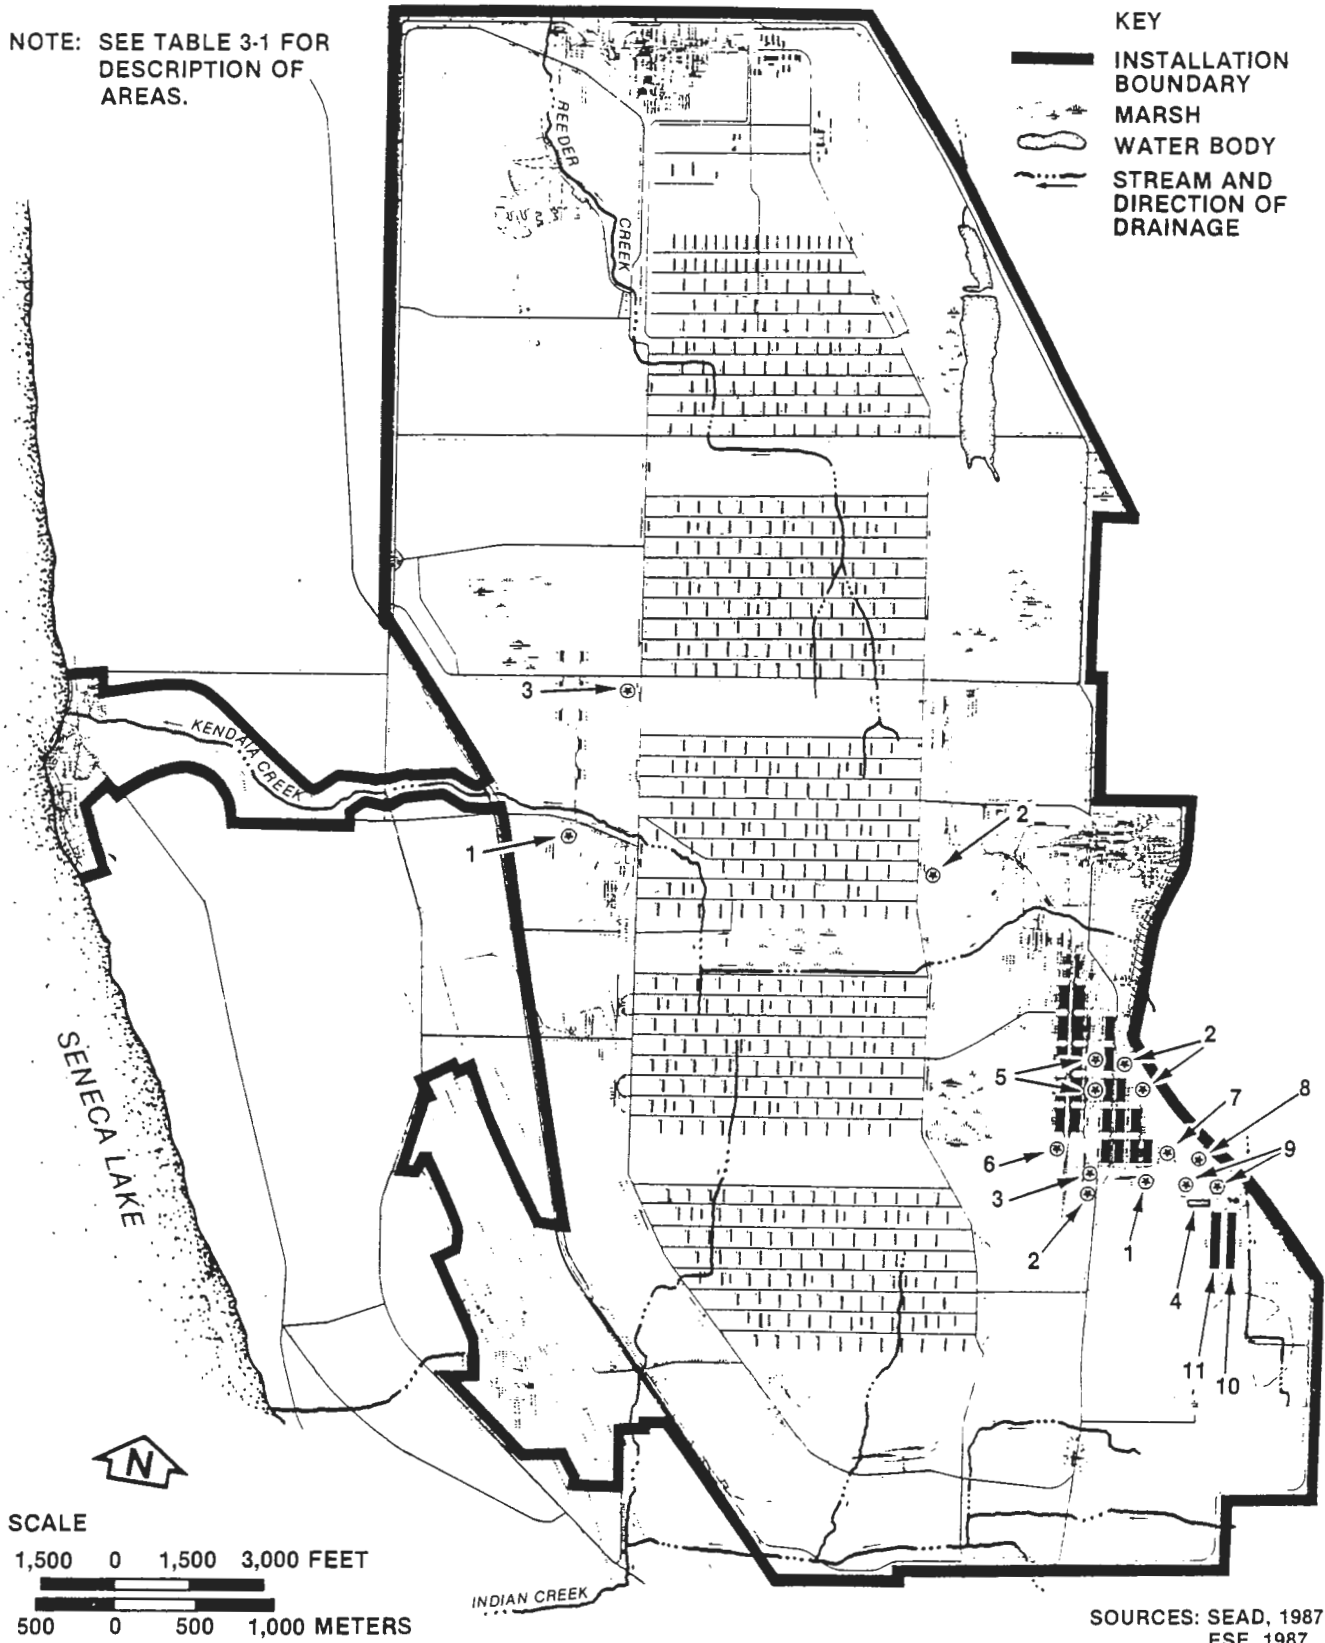 NOTE: SEE TABLE 3-1 FOR
DESCRIPTION OF
AREAS.
KEY
INSTALLATION
BOUNDARY
MARSH
WATER BODY
STREAM AND
DIRECTION OF
DRAINAGE
REEDER
CREEK
3
KENDAIA CREEK
1
2
SENECA LAKE
5
2
7
8
9
6
3
2
1
4
11
10
N
SCALE
1,500 0 1,500 3,000 FEET
500 0 500 1,000 METERS
INDIAN CREEK
SOURCES: SEAD, 1987
ESE, 1987